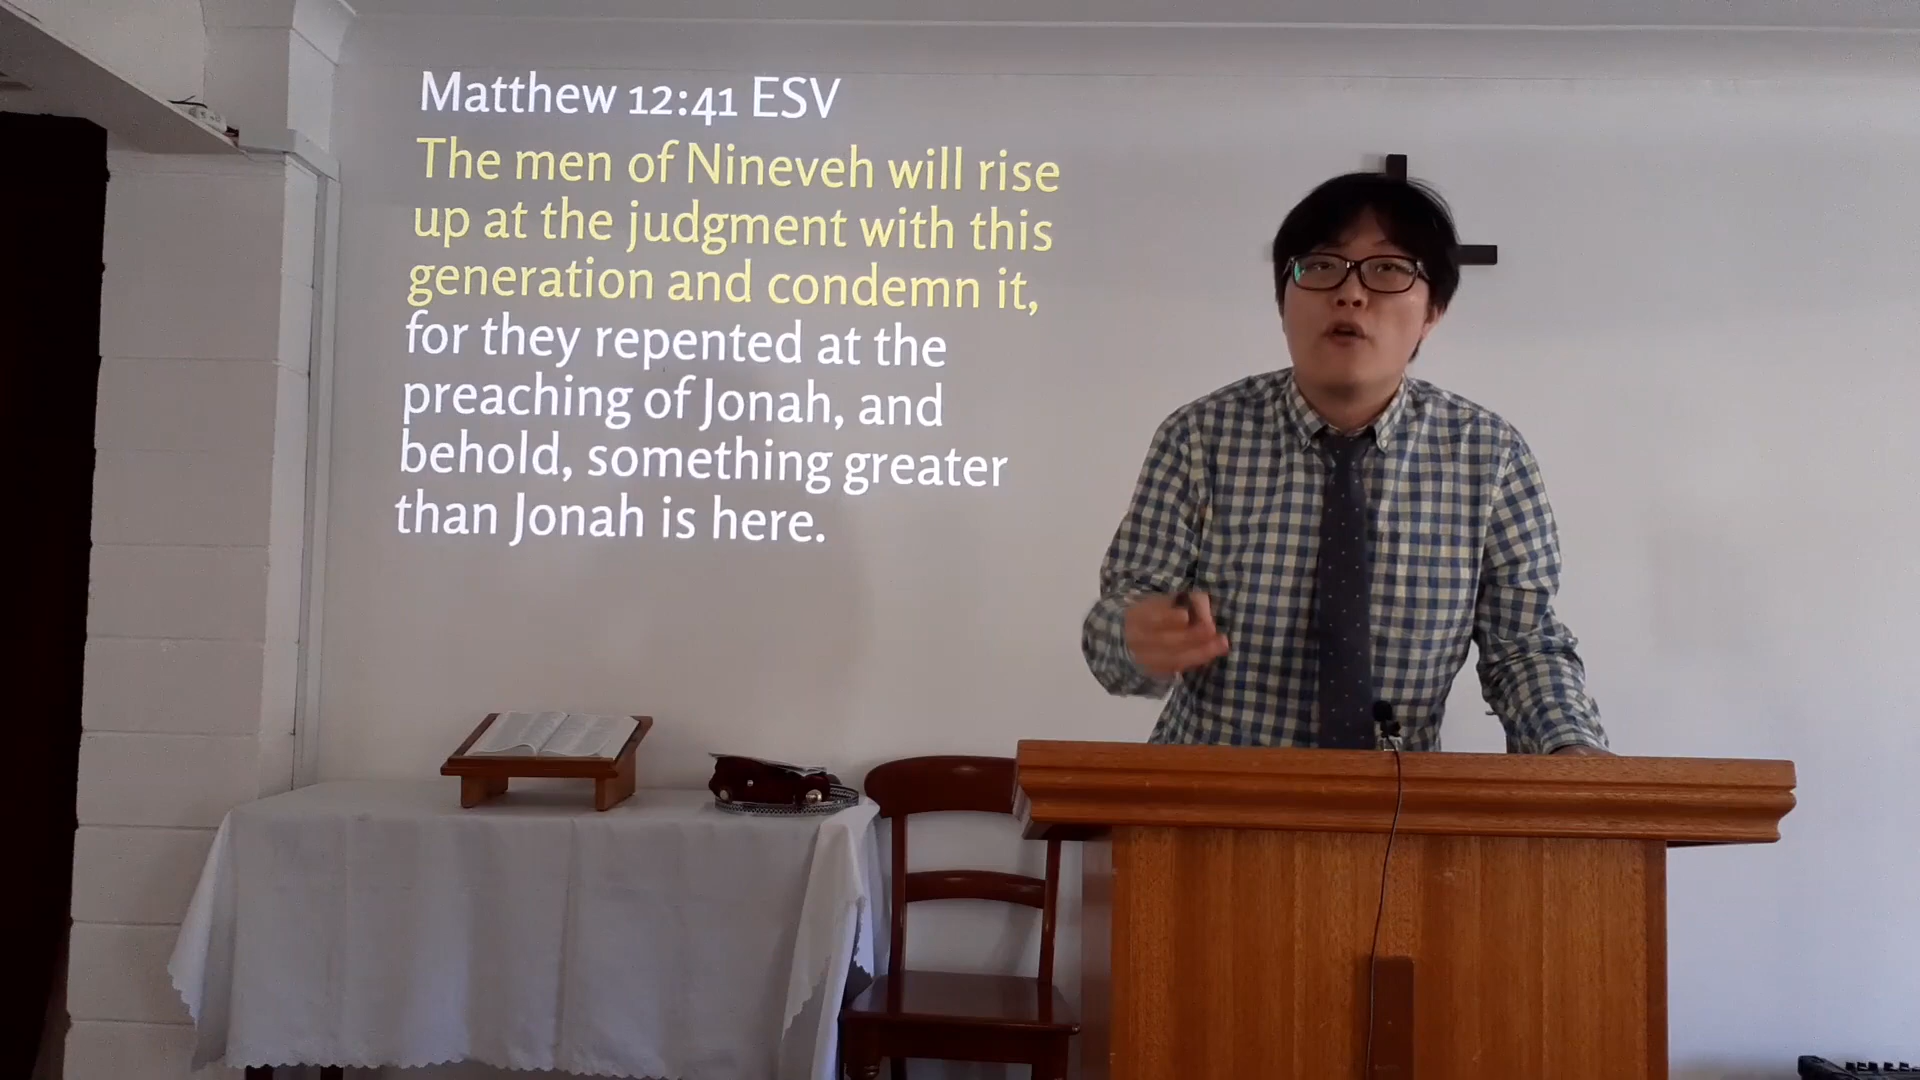 Matthew 12:41 ESV
The men of Nineveh will rise
up at the judgment with this
generation and condemn it,
for they repented at the
preaching of Jonah, and
behold, something greater
than Jonah is here.